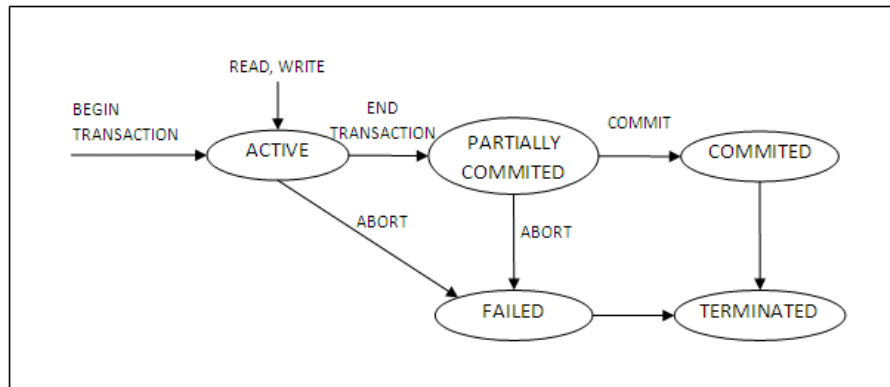 READ, WRITE
BEGIN
TRANSACTION
END
TRANSACTION
ACTIVE
PARTIALLY
COMMITED
COMMIT
COMMITED
ABORT
ABORT
FAILED
TERMINATED